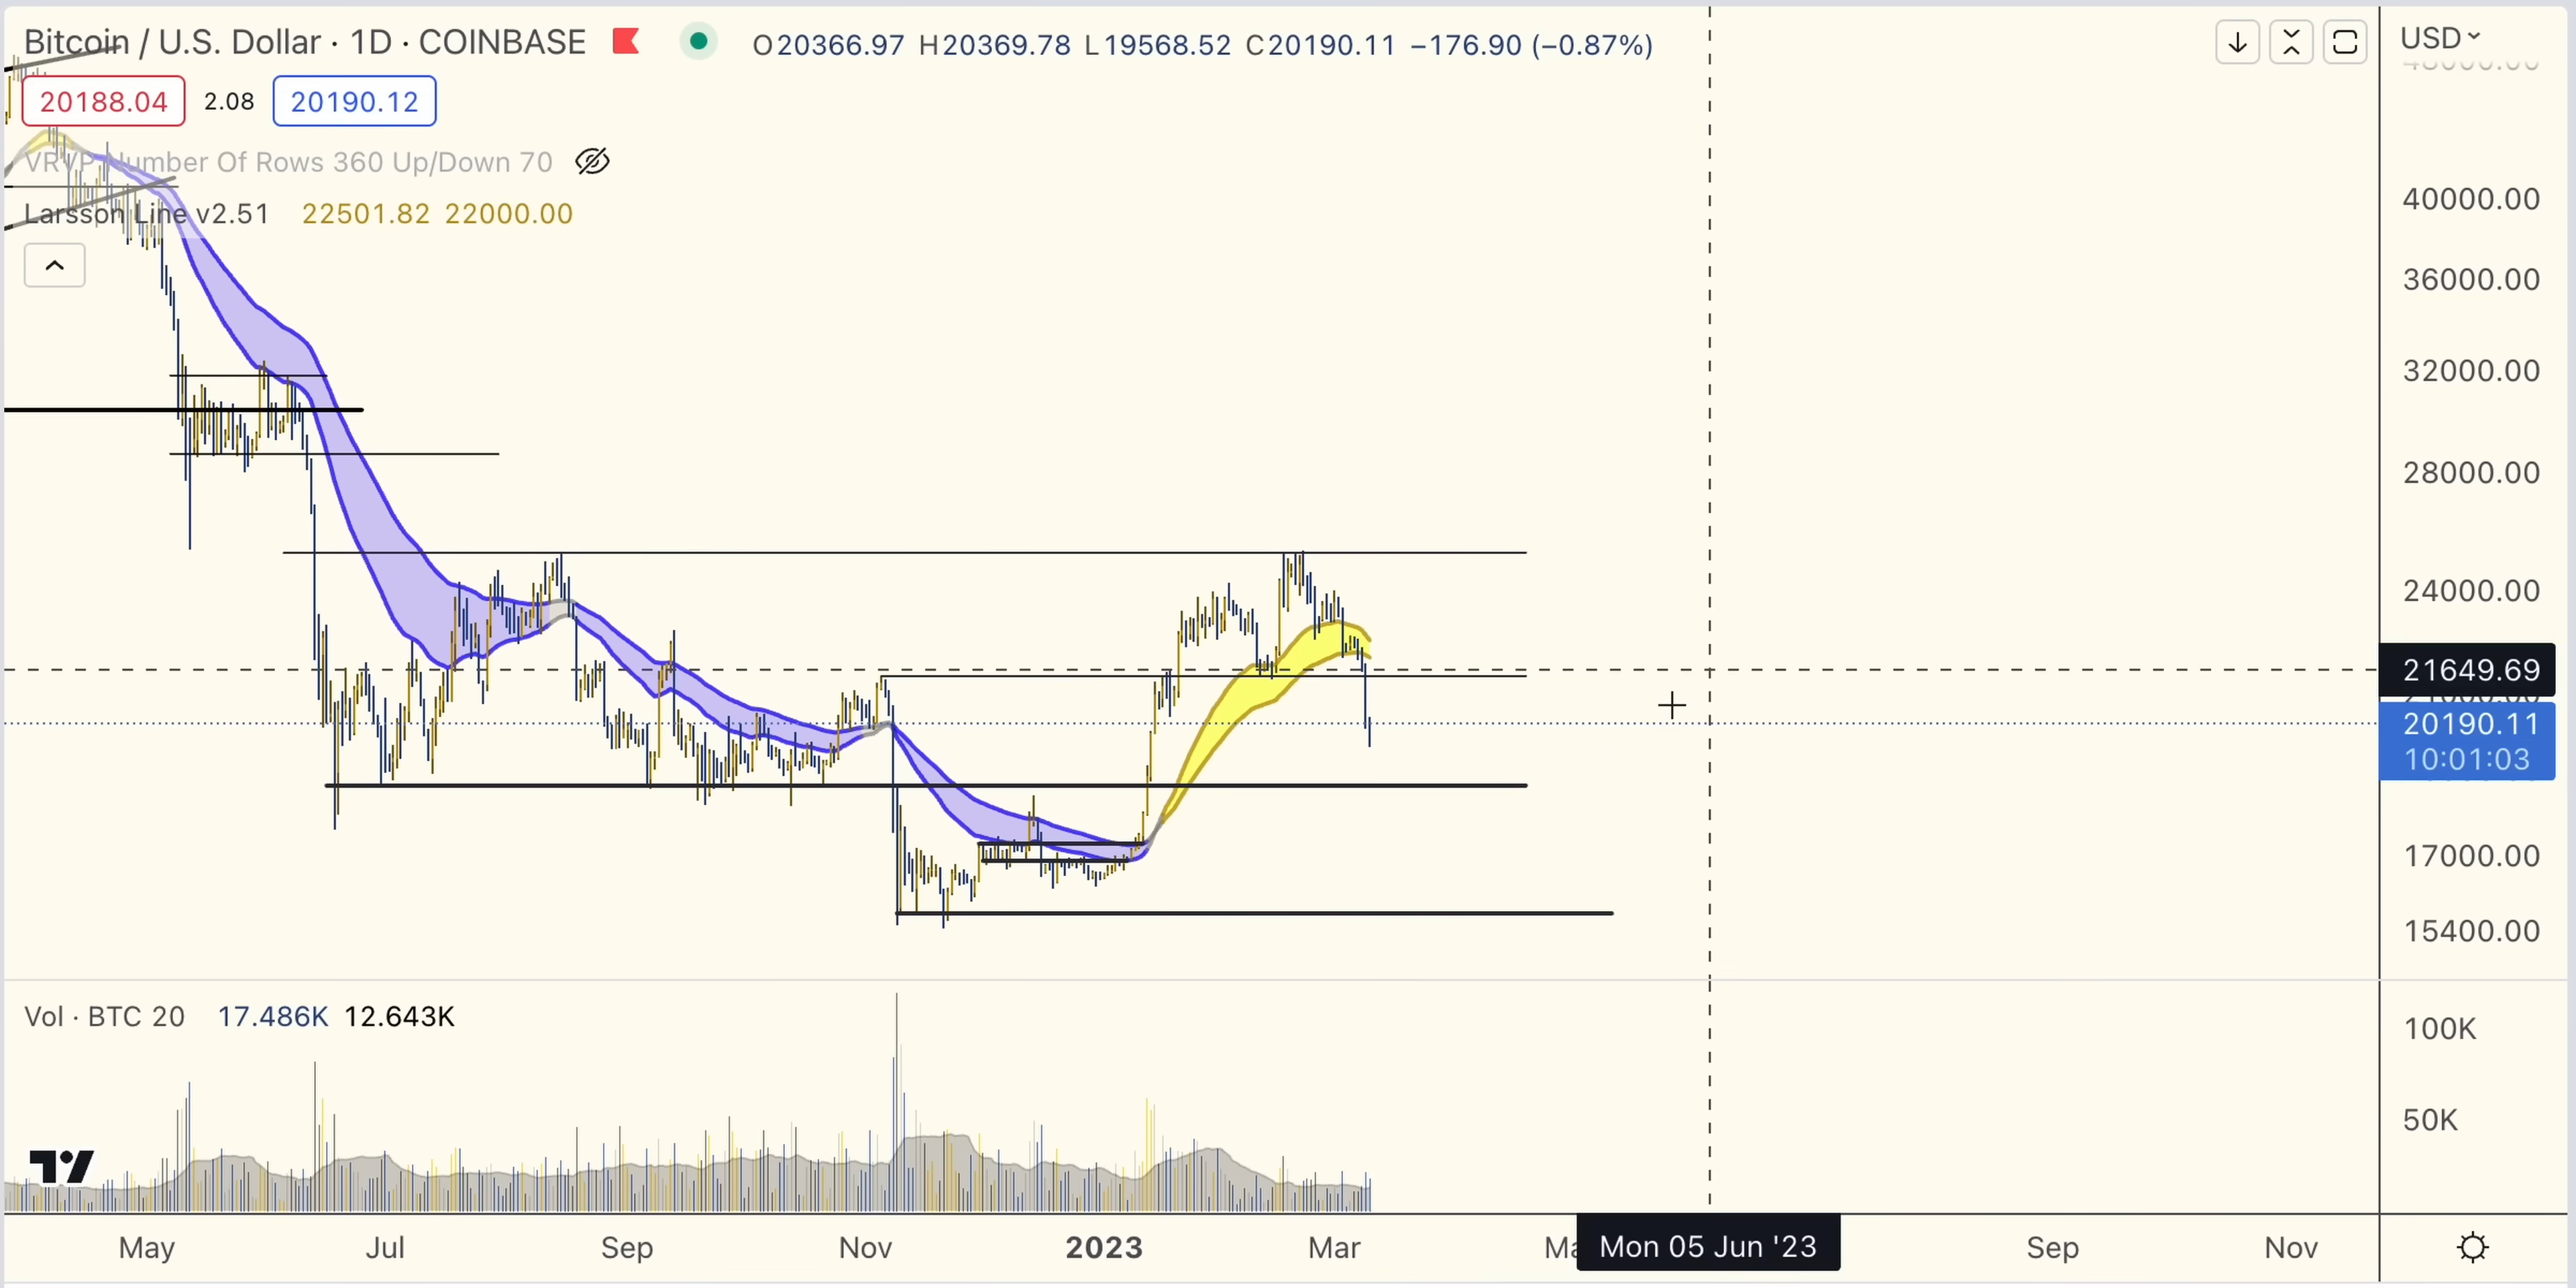 Bitcoin / U.S. Dollar · 1D · COINBASE O20366.97 H20369.78 L19568.52 C20190.11 −176.90 (−0.87%)
USD
20188.04 2.08 20190.12
VRVP Number Of Rows 360 Up/Down 70
Larsson Line v2.51 22501.82 22000.00
40000.00
36000.00
32000.00
28000.00
24000.00
21649.69
20190.11
10:01:03
17000.00
15400.00
Vol · BTC 20 17.486K 12.643K
100K
50K
May Jul Sep Nov 2023 Mar Mon 05 Jun '23 Sep Nov